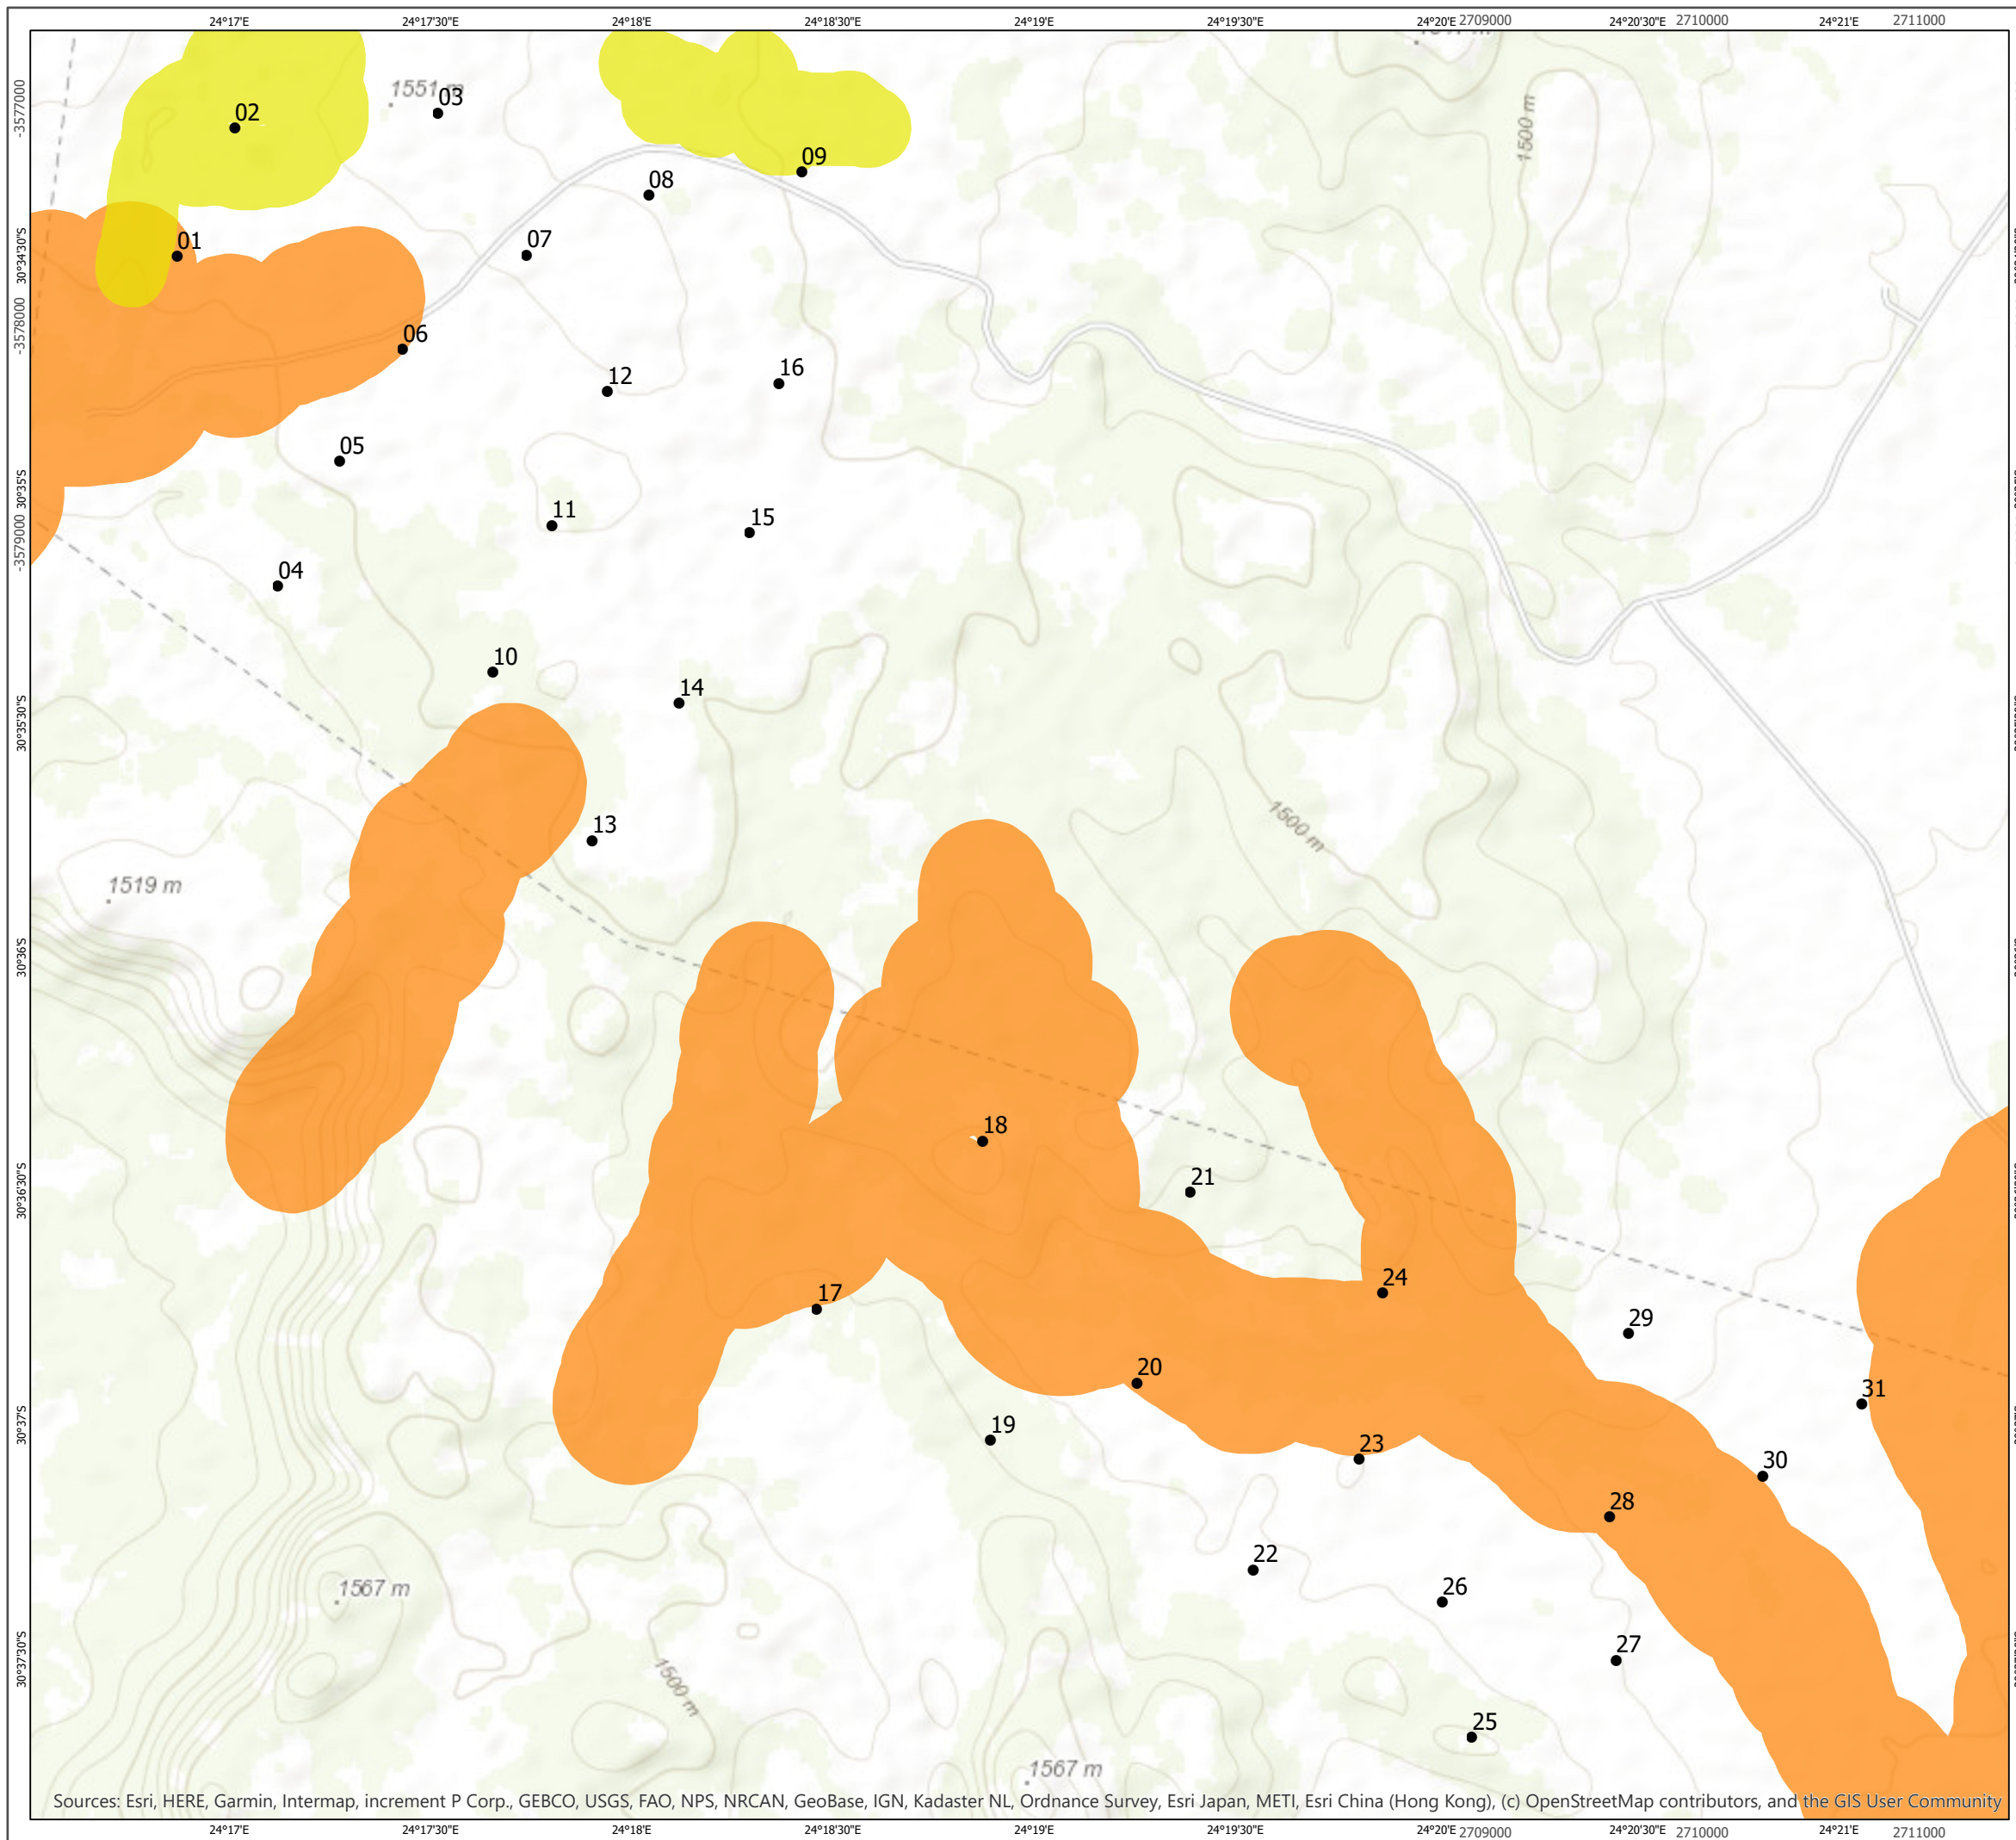 24°17'E 24°17'30"E 24°18'E 24°18'30"E 24°19'E 24°19'30"E 24°20'E 2709000 24°20'30"E 2710000 24°21'E 2711000
-3577000
30°34'30"S
-3578000
30°35'S
-3579000
30°35'30"S
30°36'S
30°36'30"S
30°37'S
30°37'30"S
1551 m
03
02
09
08
01
07
06
12
16
05
11
15
04
10
14
13
1500 m
1500 m
1519 m
18
21
17
24
29
20
31
19
23
30
28
22
26
1567 m
27
1500 m
25
1567 m
Sources: Esri, HERE, Garmin, Intermap, increment P Corp., GEBCO, USGS, FAO, NPS, NRCAN, GeoBase, IGN, Kadaster NL, Ordnance Survey, Esri Japan, METI, Esri China (Hong Kong), (c) OpenStreetMap contributors, and the GIS User Community
24°17'E 24°17'30"E 24°18'E 24°18'30"E 24°19'E 24°19'30"E 24°20'E 2709000 24°20'30"E 2710000 24°21'E 2711000